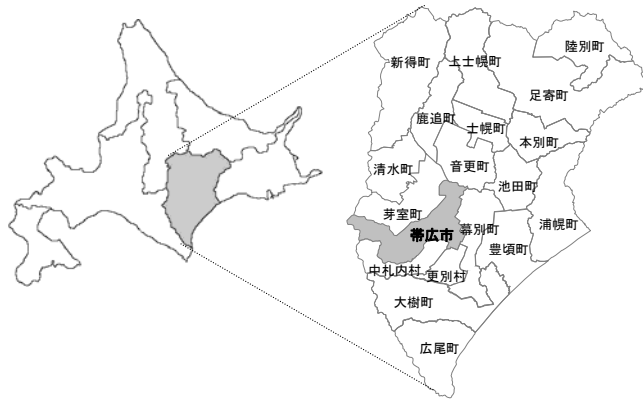 陸別町
新得町
上士幌町
足寄町
鹿追町
士幌町
本別町
清水町
音更町
池田町
芽室町
浦幌町
帯広市
幕別町
豊頃町
中札内村
更別村
大樹町
広尾町